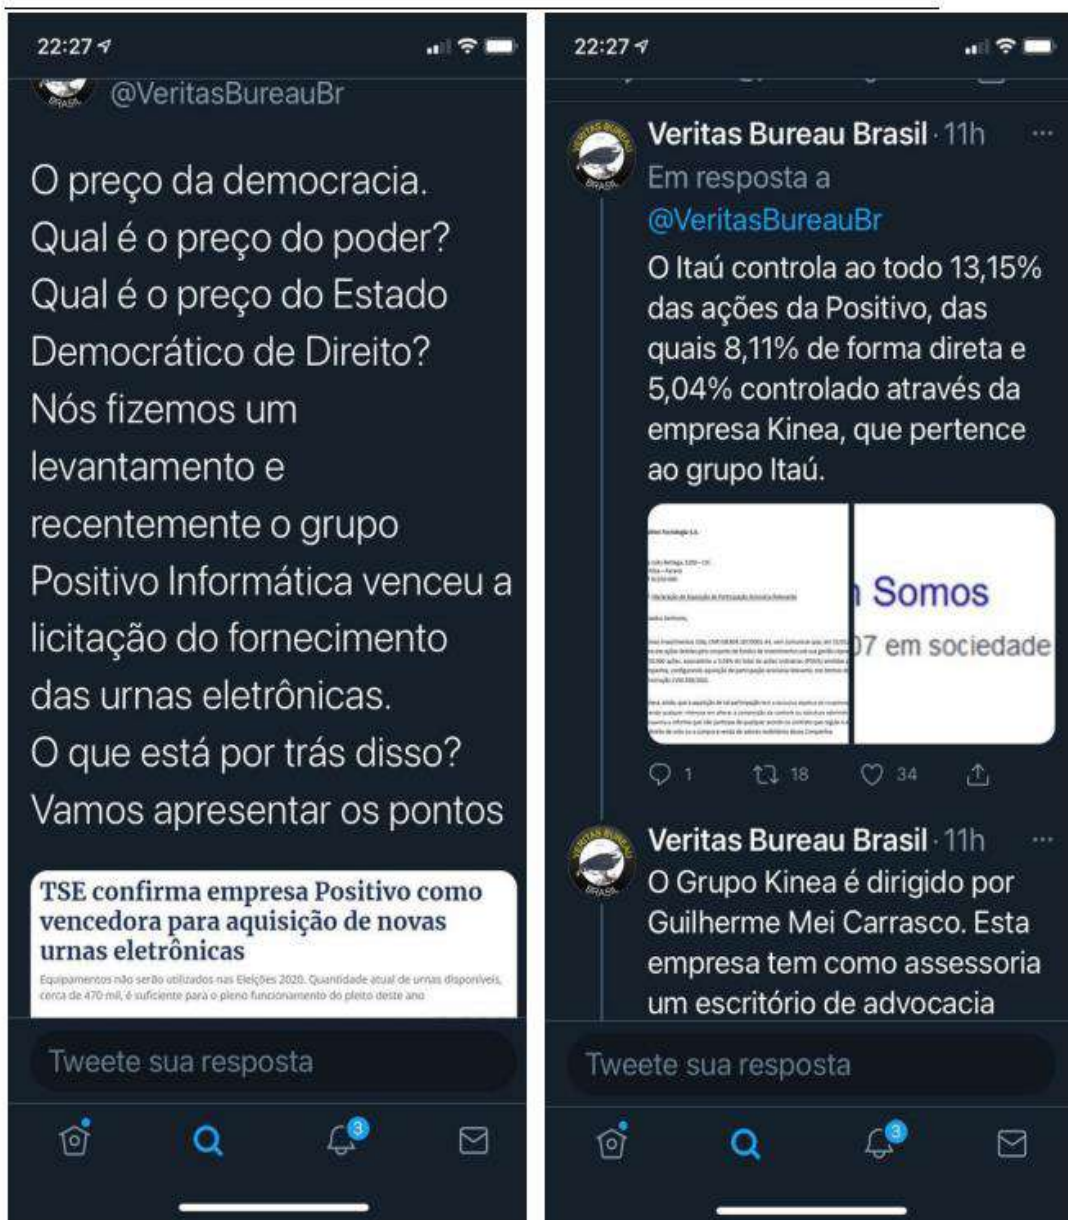 22:27
@VeritasBureauBr
O preço da democracia.
Qual é o preço do poder?
Qual é o preço do Estado
Democrático de Direito?
Nós fizemos um
levantamento e
recentemente o grupo
Positivo Informática venceu a
licitação do fornecimento
das urnas eletrônicas.
O que está por trás disso?
Vamos apresentar os pontos
TSE confirma empresa Positivo como
vencedora para aquisição de novas
urnas eletrônicas
Equipamentos não serão utilizados nas Eleições 2020. Quantidade atual de urnas disponíveis,
cerca de 470 mil, é suficiente para o pleno funcionamento do pleito deste ano
Tweete sua resposta
3
22:27
VERITAS BUREAU
BRASIL
Veritas Bureau Brasil · 11h
Em resposta a
@VeritasBureauBr
O Itaú controla ao todo 13,15%
das ações da Positivo, das
quais 8,11% de forma direta e
5,04% controlado através da
empresa Kinea, que pertence
ao grupo Itaú.
Somos
07 em sociedade
1 18 34
VERITAS BUREAU
BRASIL
Veritas Bureau Brasil · 11h
O Grupo Kinea é dirigido por
Guilherme Mei Carrasco. Esta
empresa tem como assessoria
um escritório de advocacia
Tweete sua resposta
3